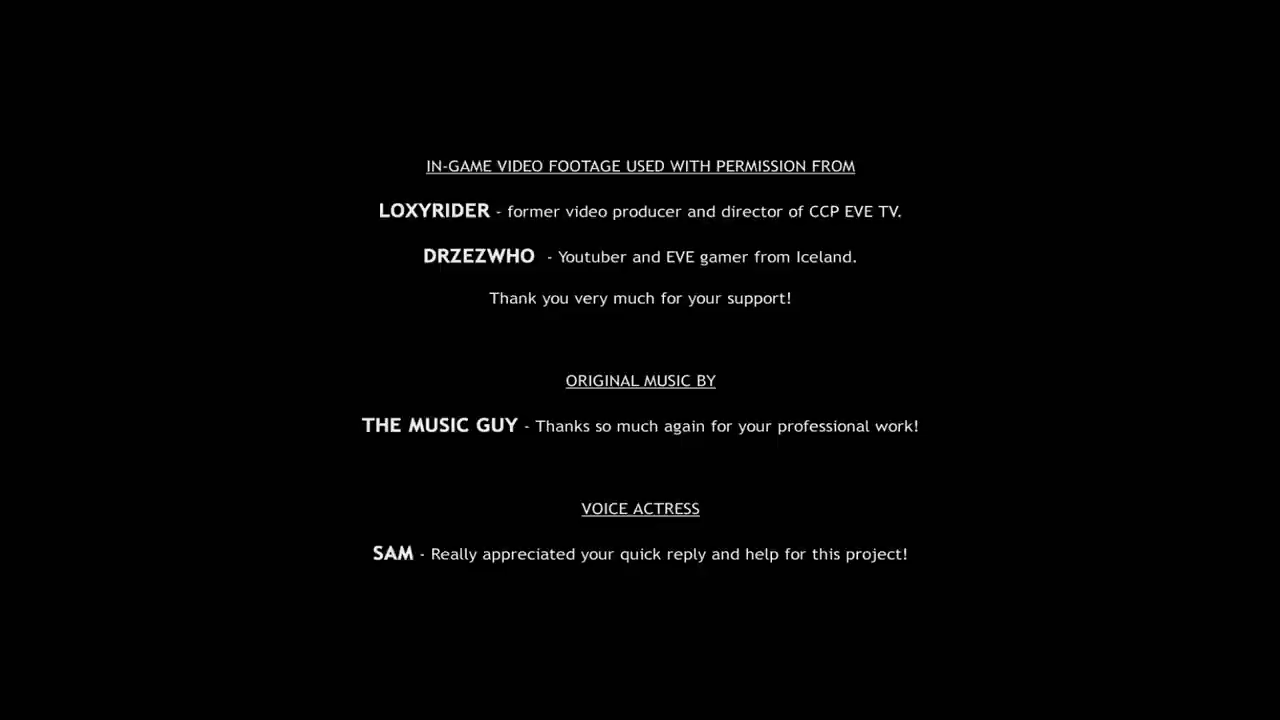 IN-GAME VIDEO FOOTAGE USED WITH PERMISSION FROM
LOXYRIDER - former video producer and director of CCP EVE TV.
DRZEZWHO - Youtuber and EVE gamer from Iceland.
Thank you very much for your support!
ORIGINAL MUSIC BY
THE MUSIC GUY - Thanks so much again for your professional work!
VOICE ACTRESS
SAM - Really appreciated your quick reply and help for this project!